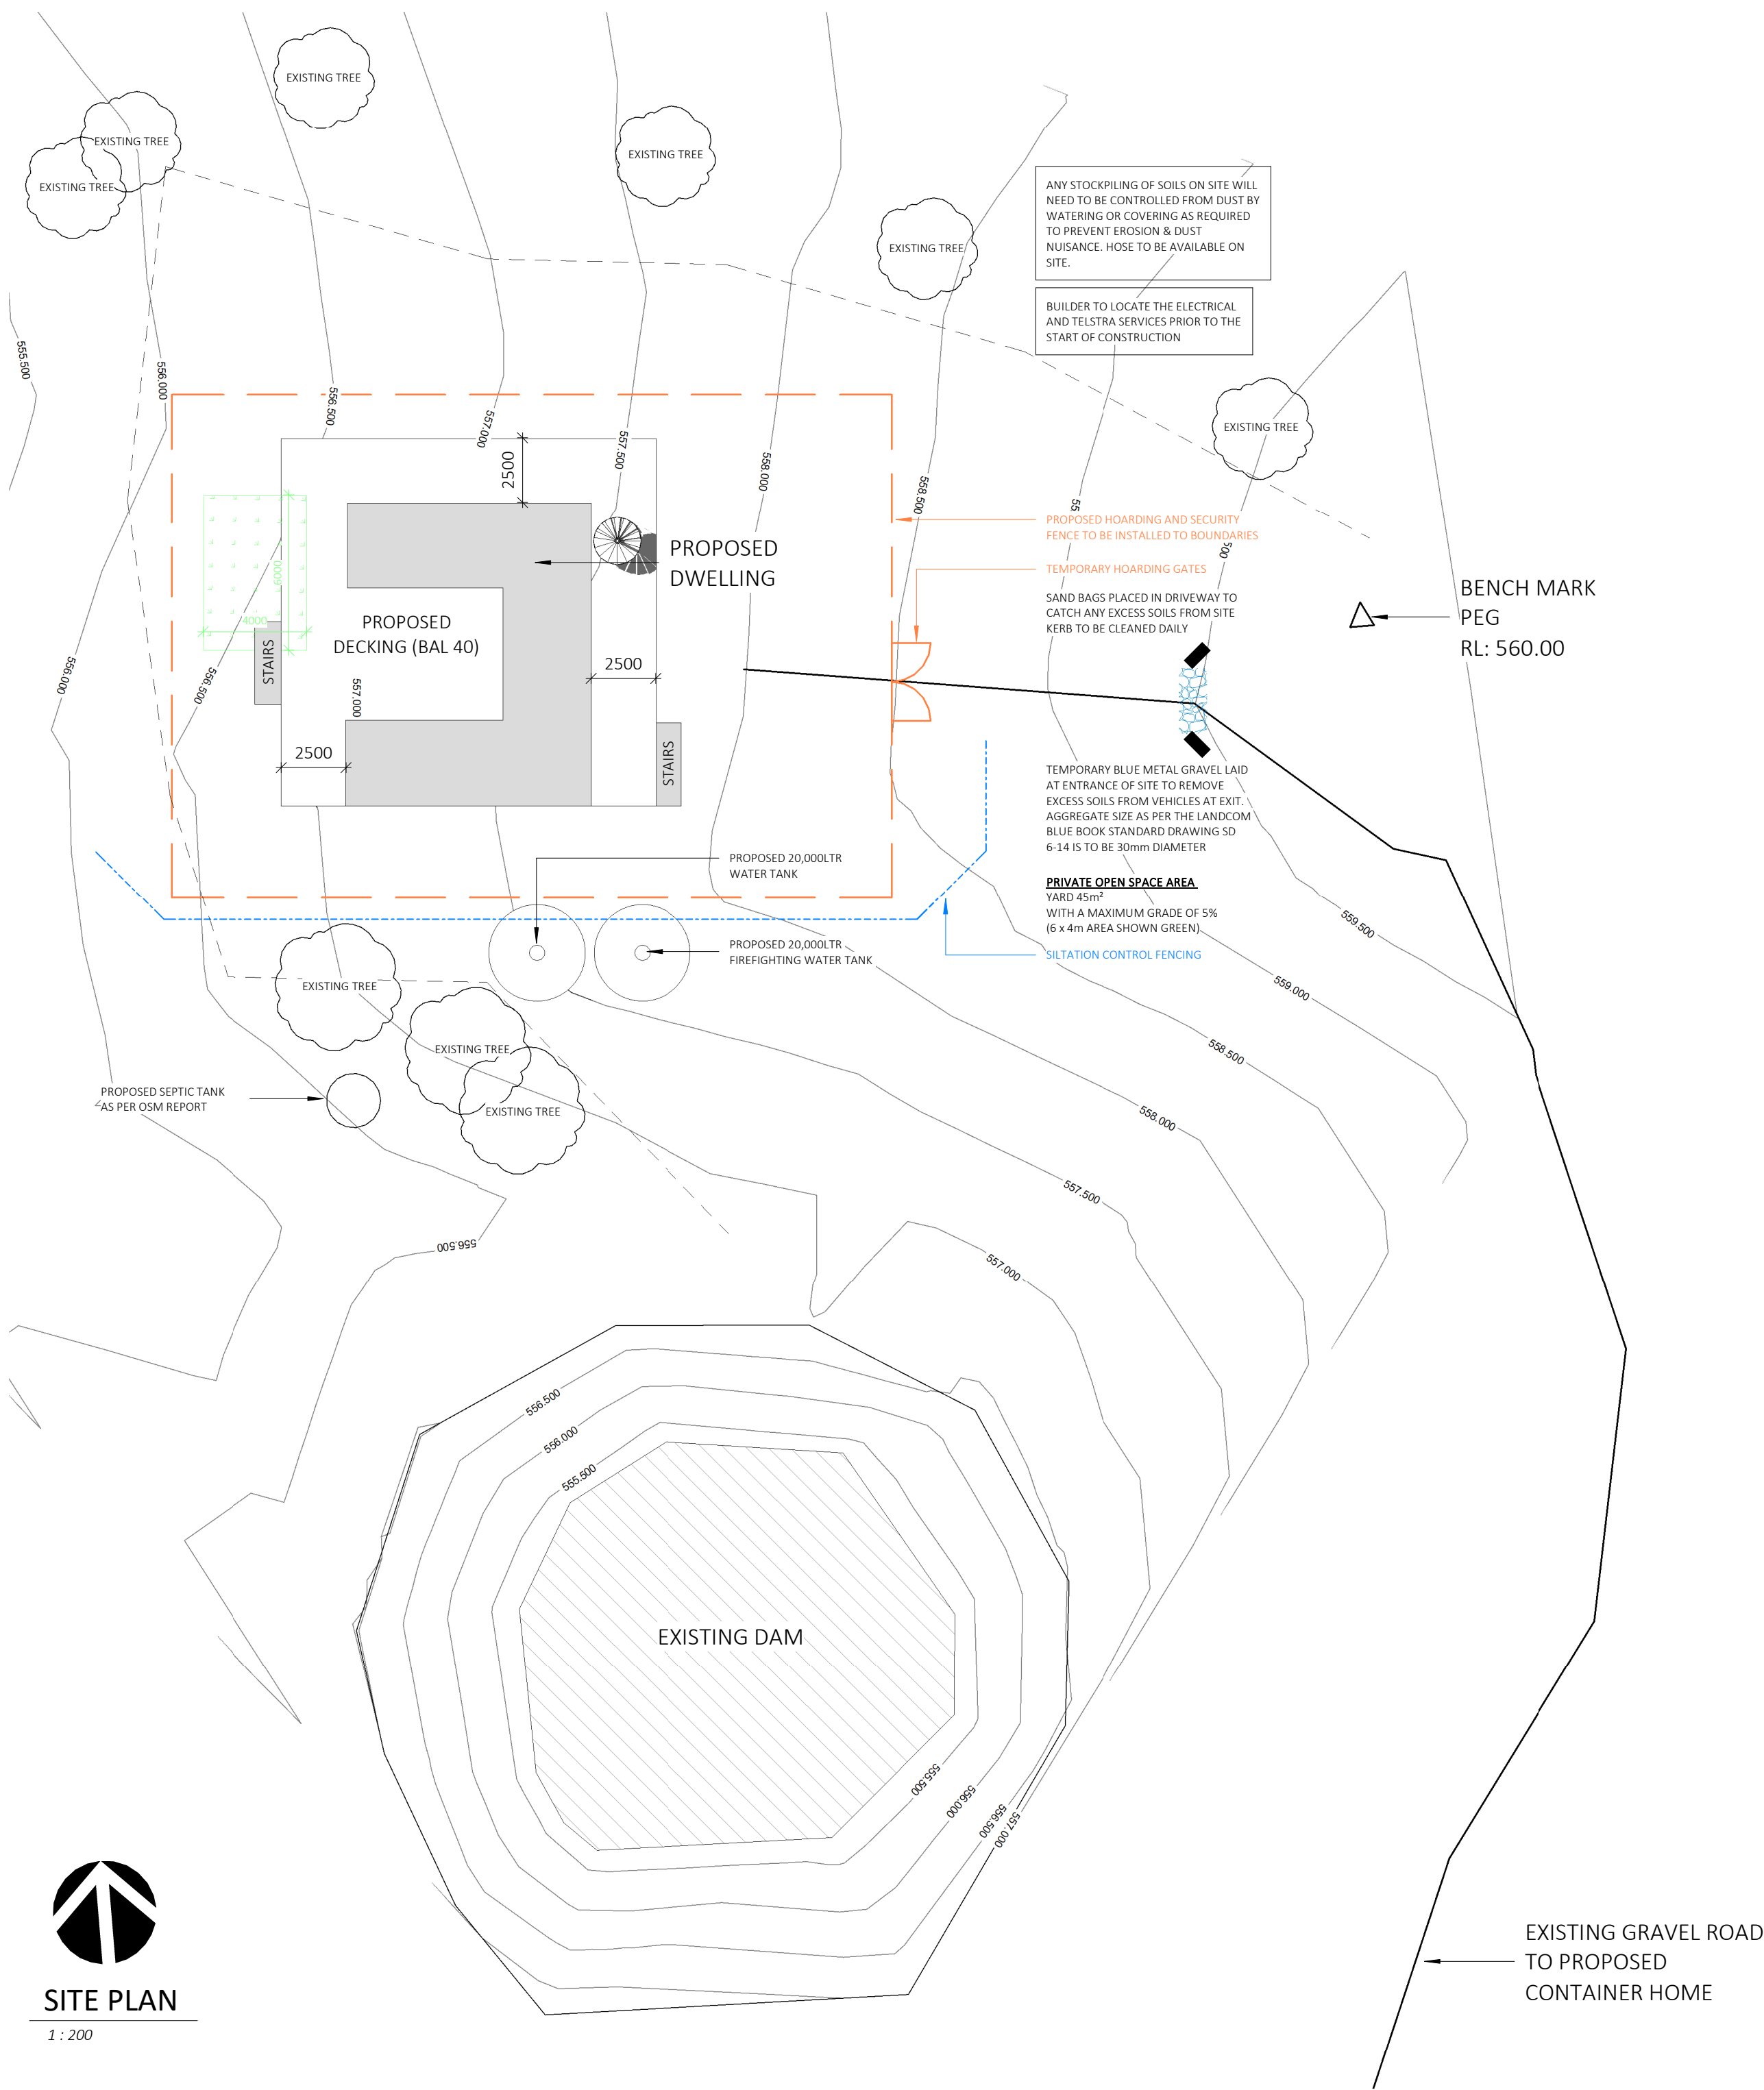 EXISTING TREE
EXISTING TREE
EXISTING TREE
EXISTING TREE
EXISTING TREE
EXISTING TREE
ANY STOCKPILING OF SOILS ON SITE WILL
NEED TO BE CONTROLLED FROM DUST BY
WATERING OR COVERING AS REQUIRED
TO PREVENT EROSION & DUST
NUISANCE. HOSE TO BE AVAILABLE ON
SITE.
BUILDER TO LOCATE THE ELECTRICAL
AND TELSTRA SERVICES PRIOR TO THE
START OF CONSTRUCTION
555.500
556.000
556.500
557.000
557.500
558.000
558.500
55
500
2500
PROPOSED HOARDING AND SECURITY
FENCE TO BE INSTALLED TO BOUNDARIES
TEMPORARY HOARDING GATES
SAND BAGS PLACED IN DRIVEWAY TO
CATCH ANY EXCESS SOILS FROM SITE
KERB TO BE CLEANED DAILY
PROPOSED
DWELLING
BENCH MARK
PEG
RL: 560.00
6000
4000
PROPOSED
DECKING (BAL 40)
STAIRS
2500
556.000
556.500
557.000
2500
STAIRS
TEMPORARY BLUE METAL GRAVEL LAID
AT ENTRANCE OF SITE TO REMOVE
EXCESS SOILS FROM VEHICLES AT EXIT.
AGGREGATE SIZE AS PER THE LANDCOM
BLUE BOOK STANDARD DRAWING SD
6-14 IS TO BE 30mm DIAMETER
PRIVATE OPEN SPACE AREA
YARD 45m²
WITH A MAXIMUM GRADE OF 5%
(6 x 4m AREA SHOWN GREEN)
SILTATION CONTROL FENCING
PROPOSED 20,000LTR
WATER TANK
PROPOSED 20,000LTR
FIREFIGHTING WATER TANK
559.500
559.000
558.500
558.000
557.500
557.000
EXISTING TREE
EXISTING TREE
EXISTING TREE
PROPOSED SEPTIC TANK
AS PER OSM REPORT
556.500
556.500
556.000
555.500
EXISTING DAM
555.500
556.000
556.500
557.000
EXISTING GRAVEL ROAD
TO PROPOSED
CONTAINER HOME
SITE PLAN
1 : 200